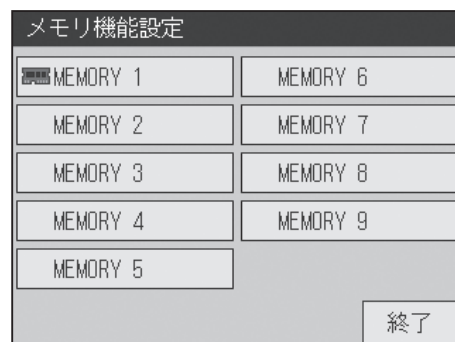 メモリ機能設定
MEMORY 1
MEMORY 2
MEMORY 3
MEMORY 4
MEMORY 5
MEMORY 6
MEMORY 7
MEMORY 8
MEMORY 9
終了